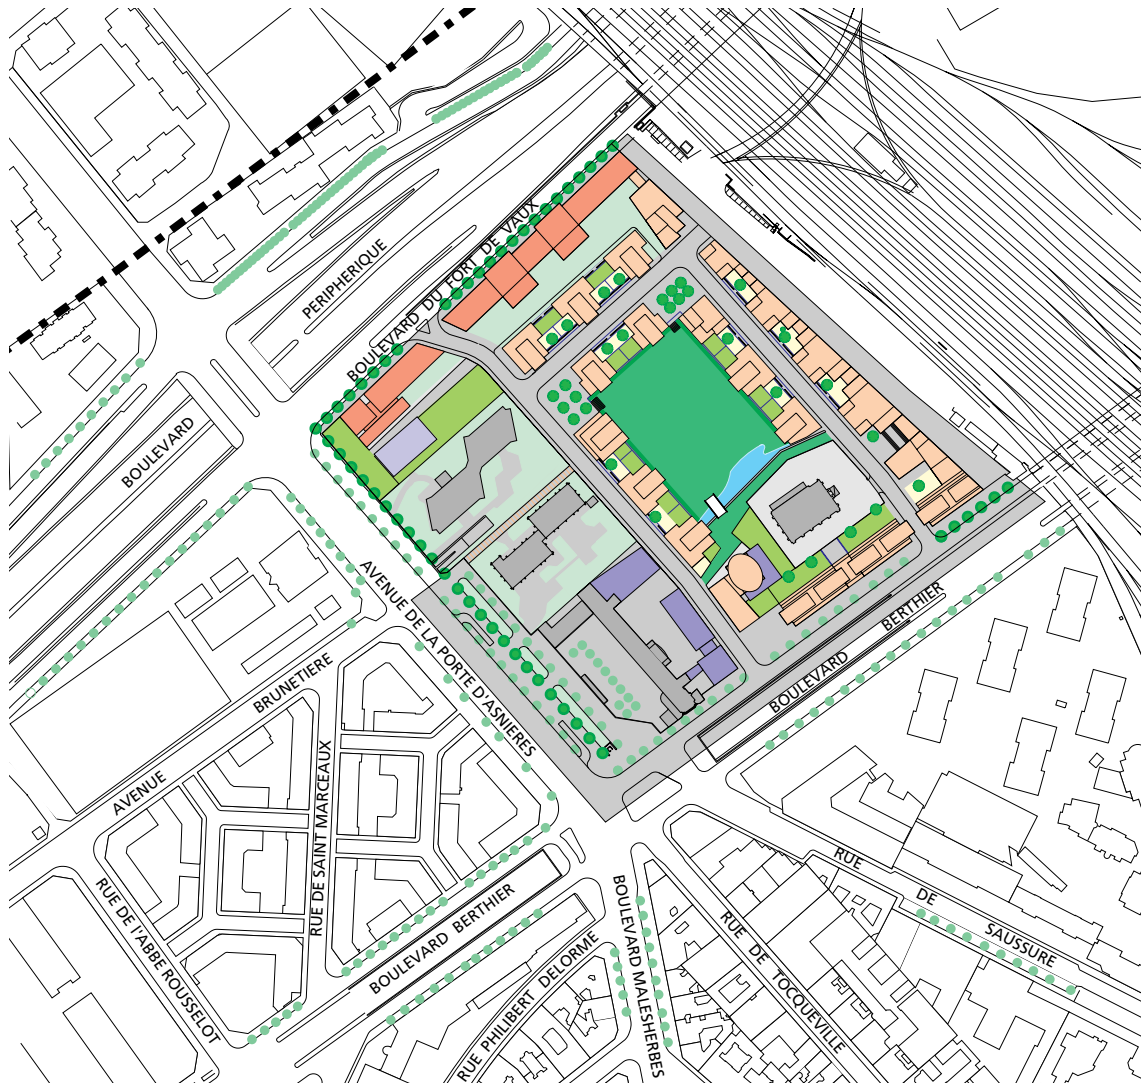 BOULEVARD DU FORT DE VAUX
PERIPHERIQUE
BOULEVARD
AVENUE DE LA PORTE D'ASNIERES
BOULEVARD BERTHIER
AVENUE BRUNETIERE
RUE DE SAINT MARCEAUX
RUE DE l'ABBE ROUSSELOT
BOULEVARD BERTHIER
RUE PHILIBERT DELORME
BOULEVARD MALESHERBES
RUE DE TOCQUEVILLE
RUE DE SAUSSURE